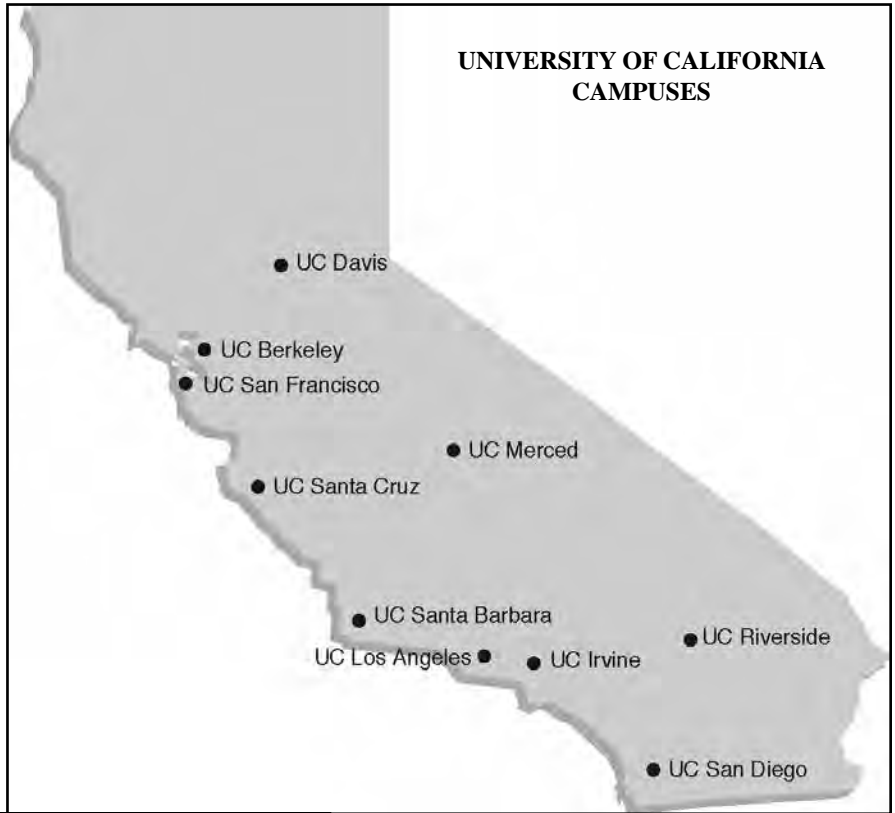 UNIVERSITY OF CALIFORNIA
CAMPUSES
UC Davis
UC Berkeley
UC San Francisco
UC Merced
UC Santa Cruz
UC Santa Barbara
UC Los Angeles
UC Irvine
UC Riverside
UC San Diego